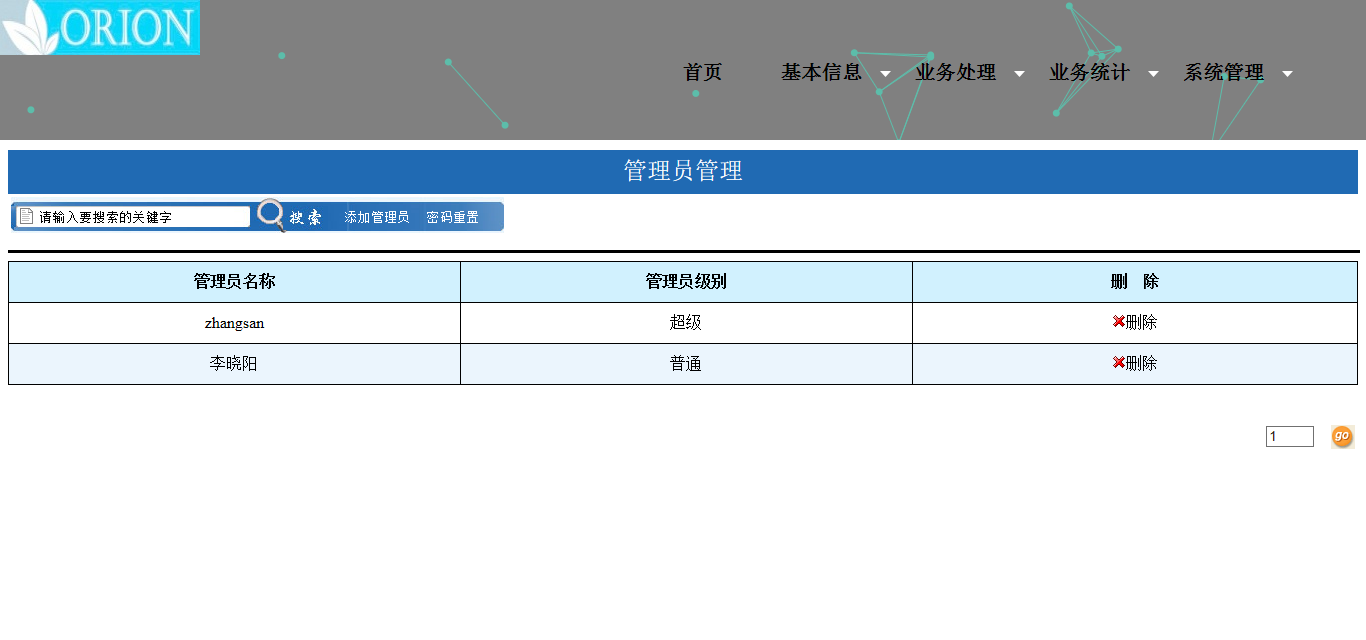 ORION
首页 基本信息 业务处理 业务统计 系统管理
管理员管理
请输入要搜索的关键字 搜索 添加管理员 密码重置
管理员名称 管理员级别 删 除
zhangsan 超级 删除
李晓阳 普通 删除
1 go